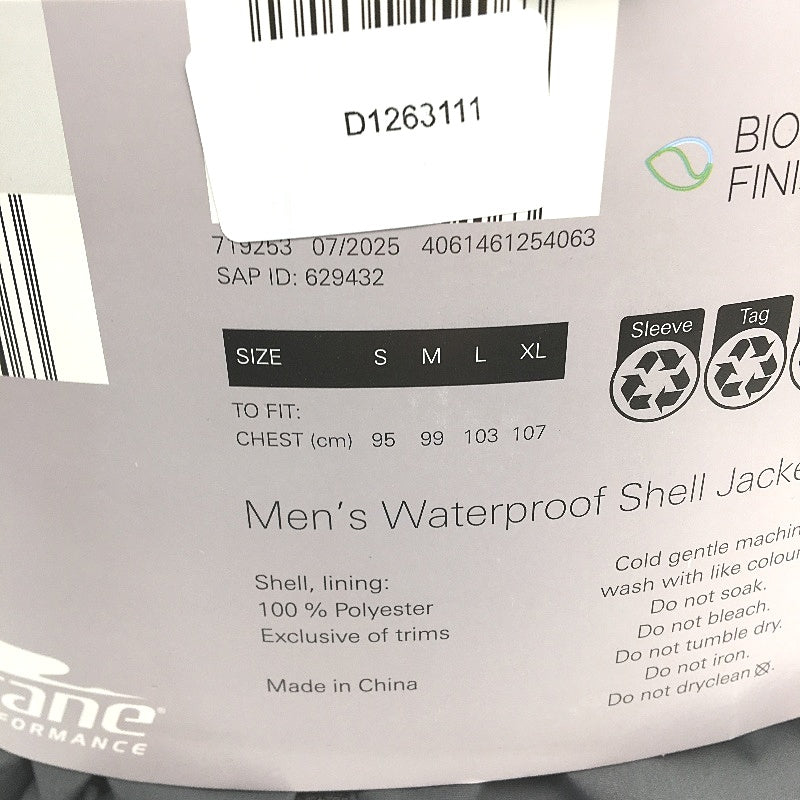 D1263111
BIO
FINI
719253 07/2025 4061461254063
SAP ID: 629432
Sleeve Tag
SIZE S M L XL
TO FIT:
CHEST (cm) 95 99 103 107
Men's Waterproof Shell Jacke
Shell, lining:
100 % Polyester
Exclusive of trims
Made in China
Cold gentle machin
wash with like colour
Do not soak.
Do not bleach.
Do not tumble dry.
Do not iron.
Do not dryclean
ane®
FORMANCE